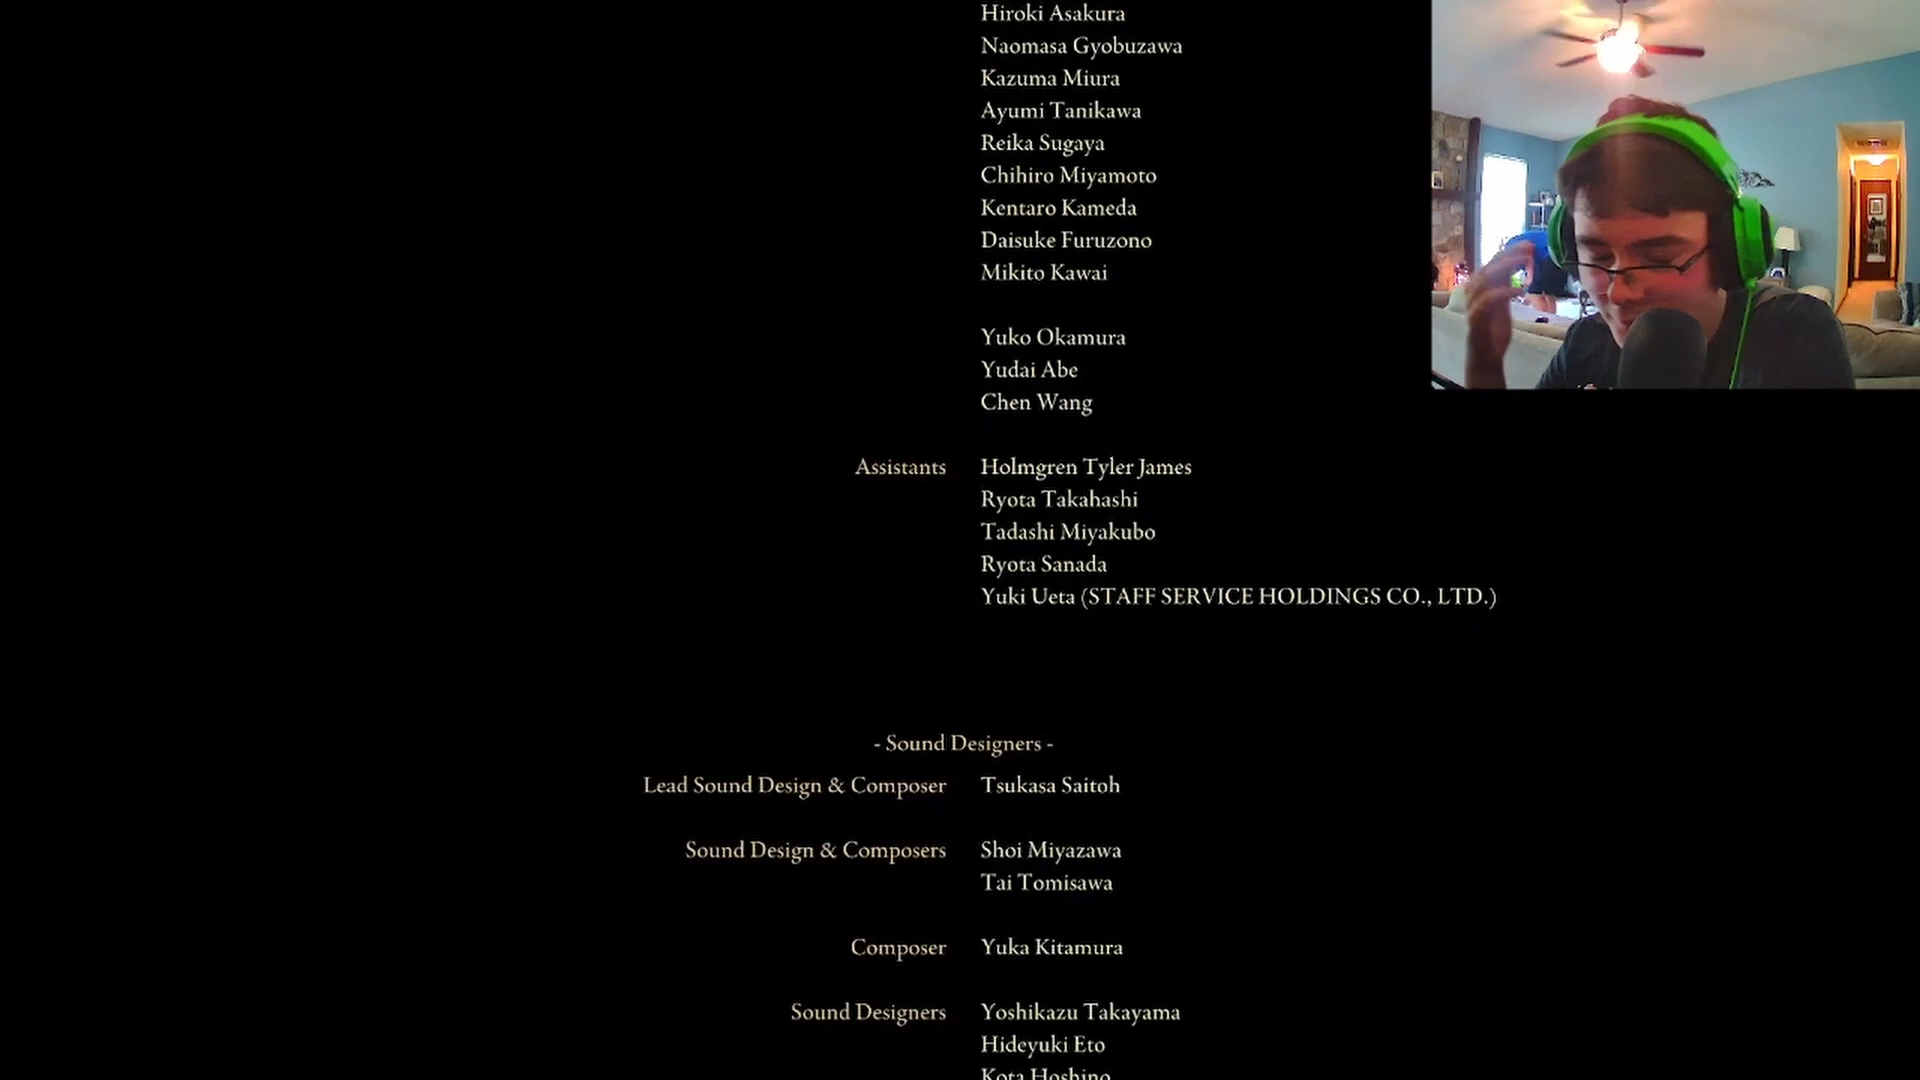 Hiroki Asakura
Naomasa Gyobuzawa
Kazuma Miura
Ayumi Tanikawa
Reika Sugaya
Chihiro Miyamoto
Kentaro Kameda
Daisuke Furuzono
Mikito Kawai
Yuko Okamura
Yudai Abe
Chen Wang
Assistants Holmgren Tyler James
Ryota Takahashi
Tadashi Miyakubo
Ryota Sanada
Yuki Ueta (STAFF SERVICE HOLDINGS CO., LTD.)
- Sound Designers -
Lead Sound Design & Composer Tsukasa Saitoh
Sound Design & Composers Shoi Miyazawa
Tai Tomisawa
Composer Yuka Kitamura
Sound Designers Yoshikazu Takayama
Hideyuki Eto
Kota Hoshino